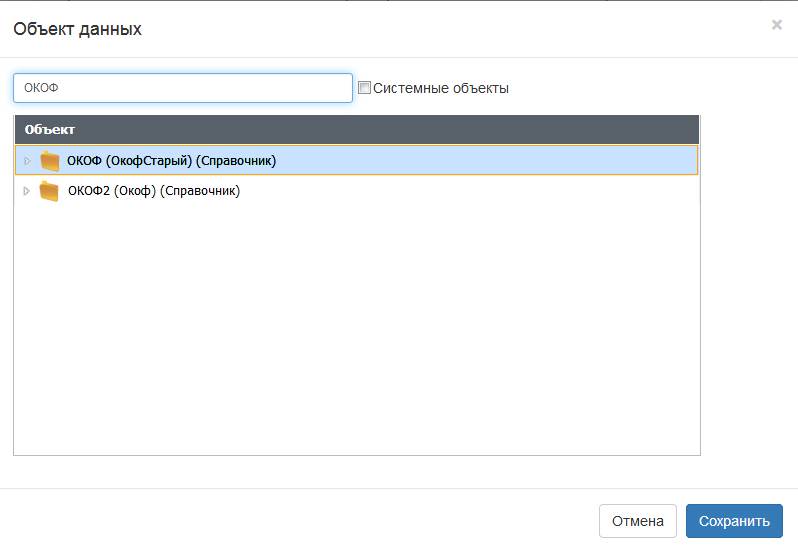 Объект данных
×
ОКОФ
Системные объекты
Объект
ОКОФ (ОкофСтарый) (Справочник)
ОКОФ2 (Окоф) (Справочник)
Отмена
Сохранить